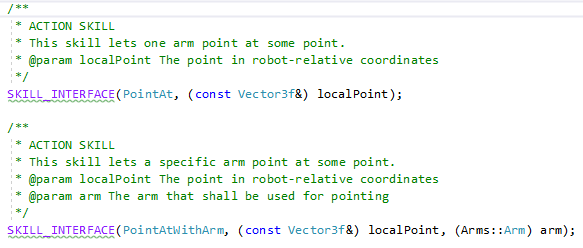 /**
* ACTION SKILL
* This skill lets one arm point at some point.
* @param localPoint The point in robot-relative coordinates
*/
SKILL_INTERFACE(PointAt, (const Vector3f&) localPoint);
/**
* ACTION SKILL
* This skill lets a specific arm point at some point.
* @param localPoint The point in robot-relative coordinates
* @param arm The arm that shall be used for pointing
*/
SKILL_INTERFACE(PointAtWithArm, (const Vector3f&) localPoint, (Arms::Arm) arm);